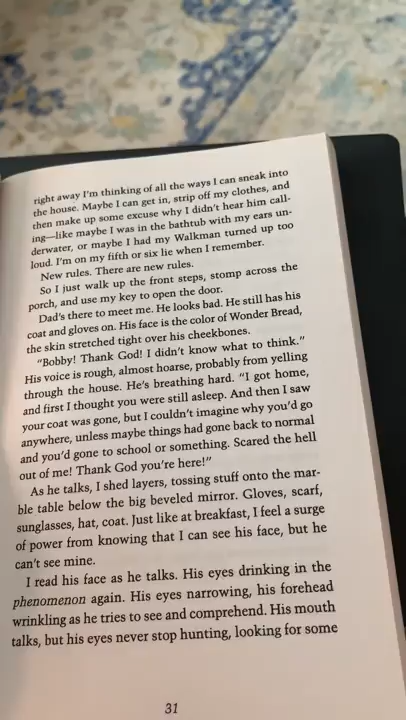 right away I'm thinking of all the ways I can sneak into
the house. Maybe I can get in, strip off my clothes, and
then make up some excuse why I didn't hear him call-
ing—like maybe I was in the bathtub with my ears un-
derwater, or maybe I had my Walkman turned up too
loud. I'm on my fifth or six lie when I remember.
New rules. There are new rules.
So I just walk up the front steps, stomp across the
porch, and use my key to open the door.
Dad's there to meet me. He looks bad. He still has his
coat and gloves on. His face is the color of Wonder Bread,
the skin stretched tight over his cheekbones.
"Bobby! Thank God! I didn't know what to think."
His voice is rough, almost hoarse, probably from yelling
through the house. He's breathing hard. "I got home,
and first I thought you were still asleep. And then I saw
your coat was gone, but I couldn't imagine why you'd go
anywhere, unless maybe things had gone back to normal
and you'd gone to school or something. Scared the hell
out of me! Thank God you're here!"
As he talks, I shed layers, tossing stuff onto the mar-
ble table below the big beveled mirror. Gloves, scarf,
sunglasses, hat, coat. Just like at breakfast, I feel a surge
of power from knowing that I can see his face, but he
can't see mine.
I read his face as he talks. His eyes drinking in the
phenomenon again. His eyes narrowing, his forehead
wrinkling as he tries to see and comprehend. His mouth
talks, but his eyes never stop hunting, looking for some
31